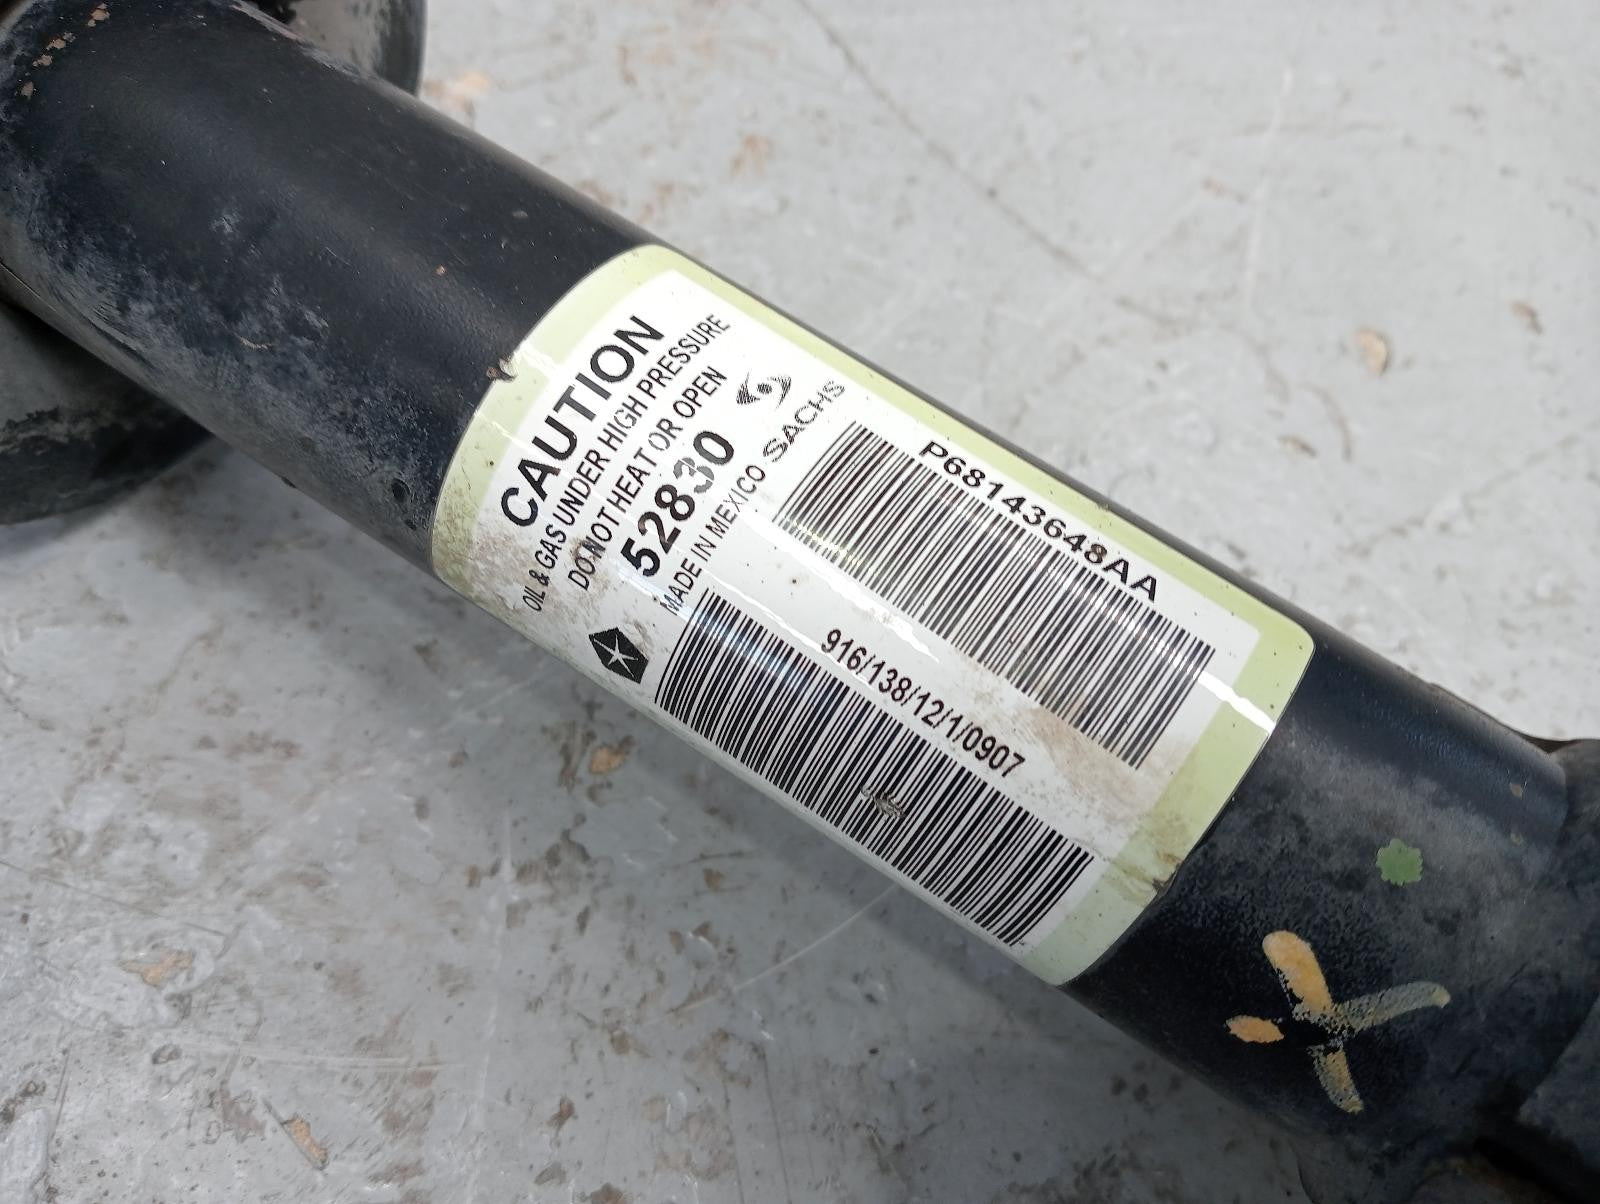 CAUTION
OIL & GAS UNDER HIGH PRESSURE
DO NOT HEAT OR OPEN
52830
MADE IN MEXICO
SACHS
P68143648AA
916/138/12/1/0907